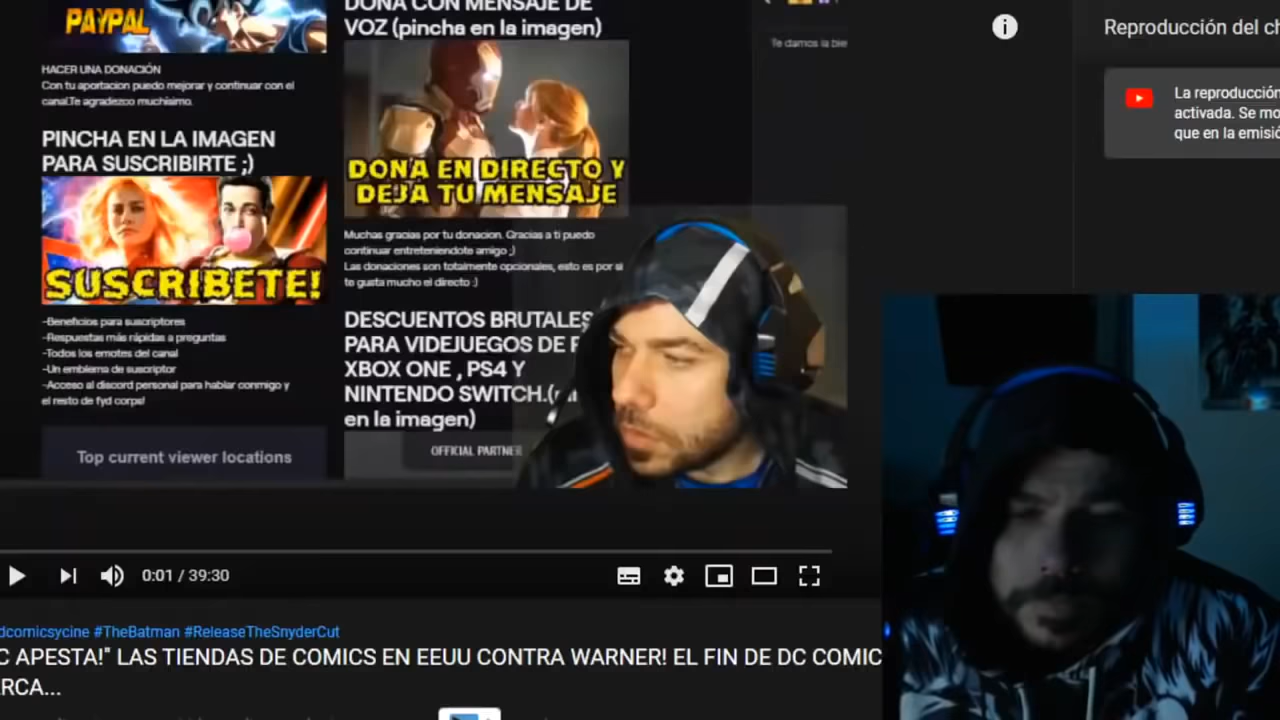 PAYPAL
HACER UNA DONACIÓN
Con tu aportacion puedo mejorar y continuar con el
canal.Te agradezco muchísimo.
PINCHA EN LA IMAGEN
PARA SUSCRIBIRTE ;)
SUSCRIBETE!
-Beneficios para suscriptores
-Respuestas más rápidas a preguntas
-Todos los emotes del canal
-Un emblema de suscriptor
-Acceso al discord personal para hablar conmigo y
el resto de fyd corps!
Top current viewer locations
DONA CON MENSAJE DE
VOZ (pincha en la imagen)
DONA EN DIRECTO Y
DEJA TU MENSAJE
Muchas gracias por tu donacion. Gracias a ti puedo
continuar entreteniendote amigo ;)
Las donaciones son totalmente opcionales, esto es por si
te gusta mucho el directo :)
DESCUENTOS BRUTALES
PARA VIDEJUEGOS DE
XBOX ONE , PS4 Y
NINTENDO SWITCH.(
en la imagen)
OFFICIAL PARTNER
Te damos la bie
Reproducción del ch
La reproducción
activada. Se mo
que en la emisió
0:01 / 39:30
dcomicsycine #TheBatman #ReleaseTheSnyderCut
C APESTA!" LAS TIENDAS DE COMICS EN EEUU CONTRA WARNER! EL FIN DE DC COMIC
RCA...